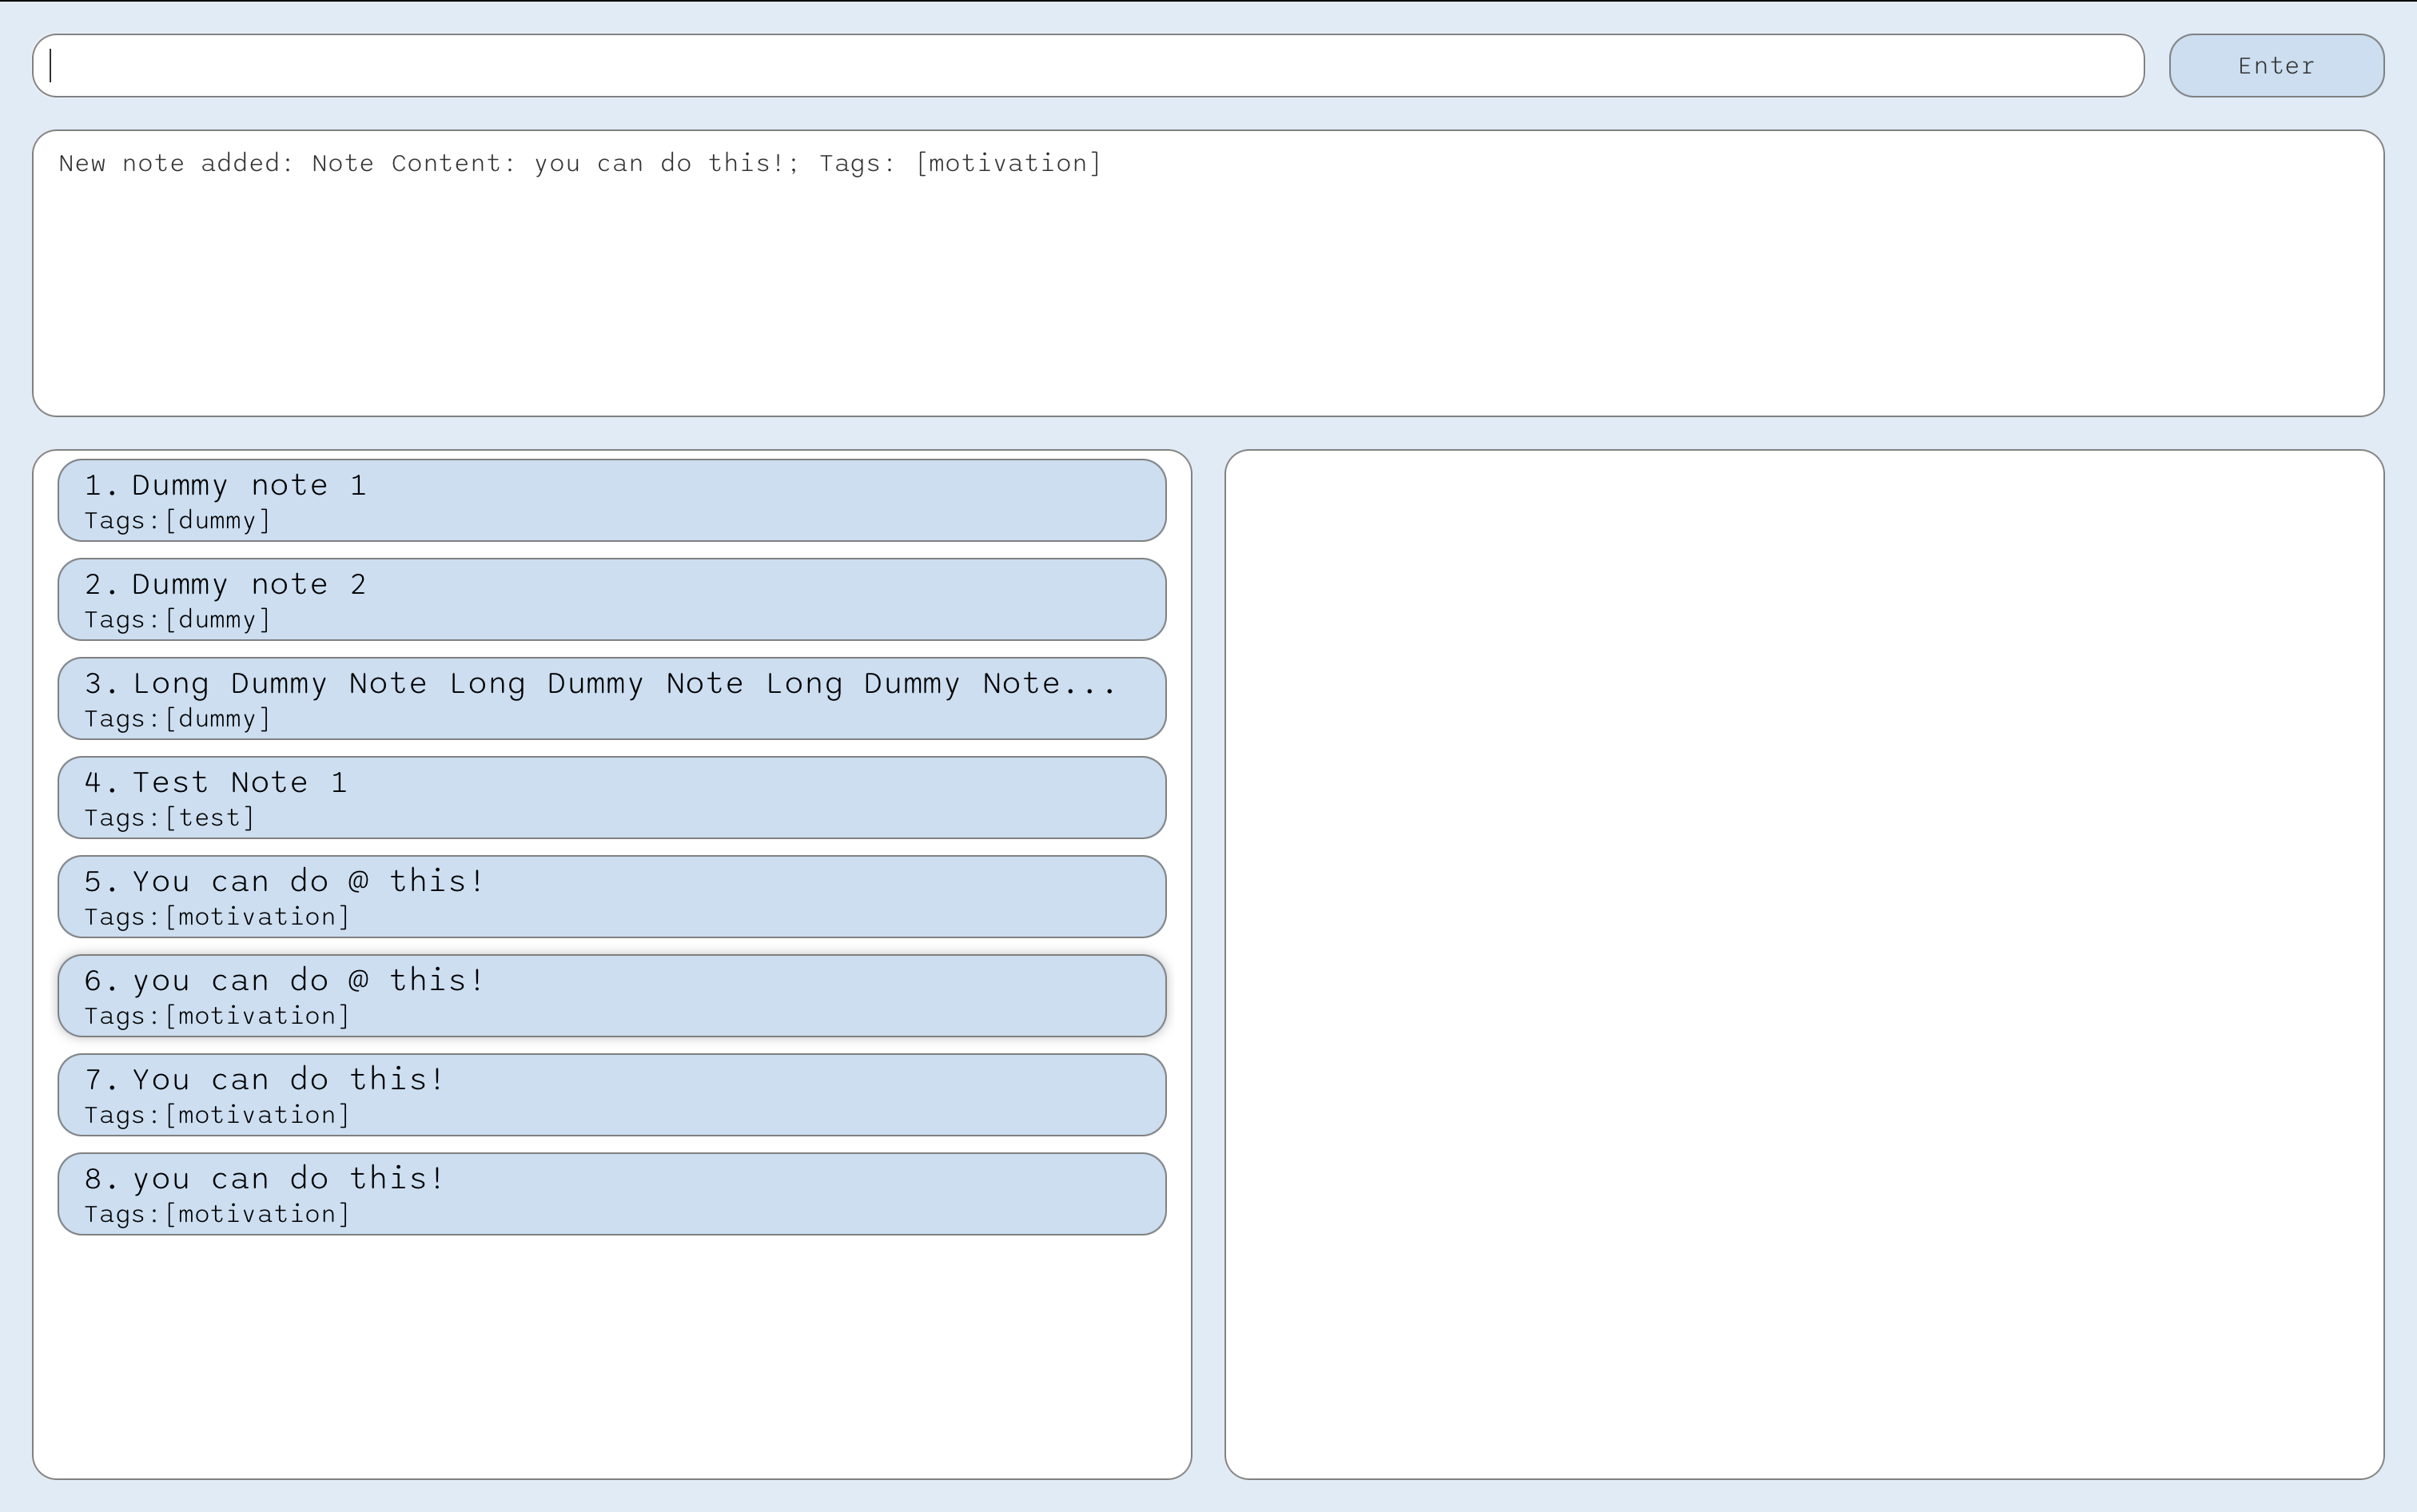 Enter
New note added: Note Content: you can do this!; Tags: [motivation]
1. Dummy note 1
Tags:[dummy]
2. Dummy note 2
Tags:[dummy]
3. Long Dummy Note Long Dummy Note Long Dummy Note...
Tags:[dummy]
4. Test Note 1
Tags:[test]
5. You can do @ this!
Tags:[motivation]
6. you can do @ this!
Tags:[motivation]
7. You can do this!
Tags:[motivation]
8. you can do this!
Tags:[motivation]